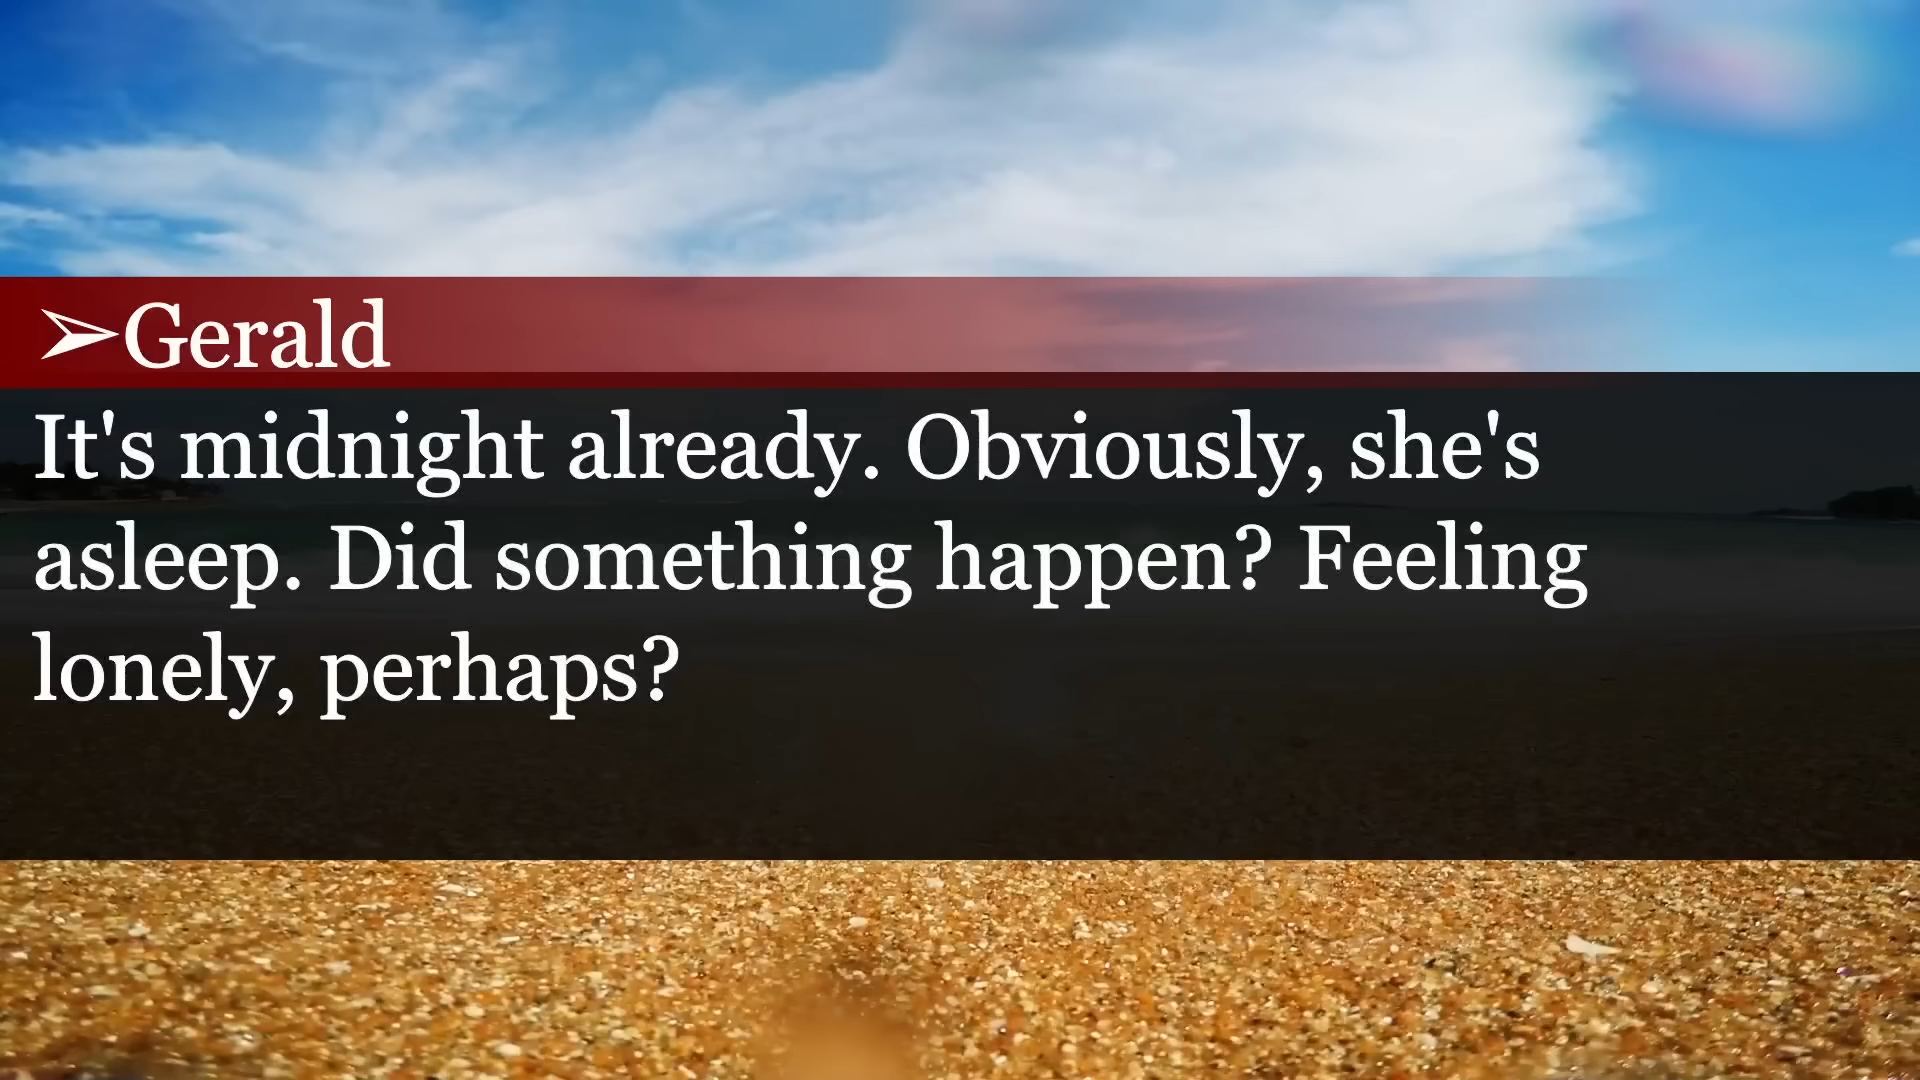 ➢Gerald
It's midnight already. Obviously, she's
asleep. Did something happen? Feeling
lonely, perhaps?